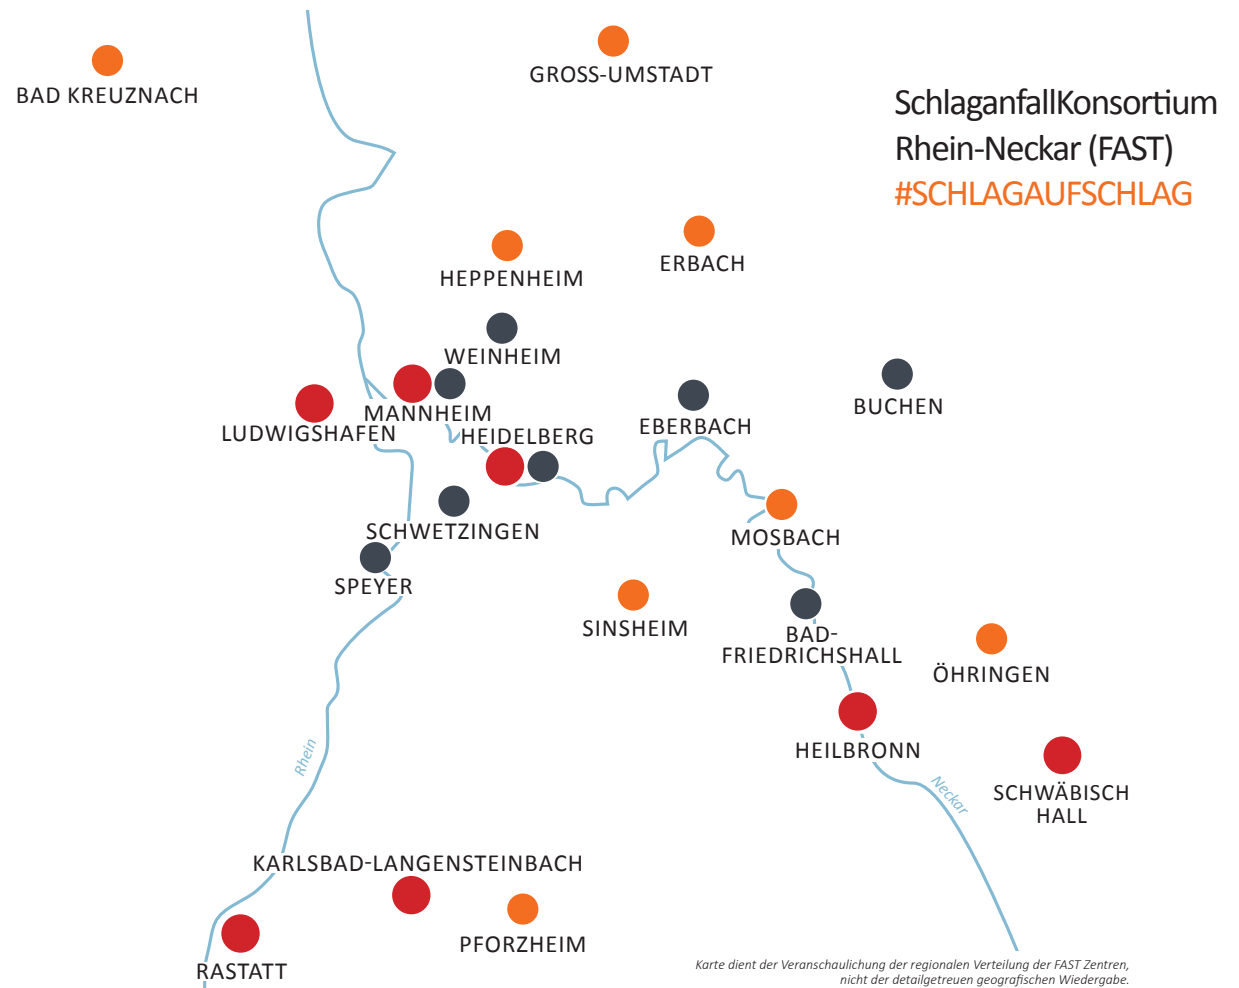 BAD KREUZNACH
GROSS-UMSTADT
SchlaganfallKonsortium
Rhein-Neckar (FAST)
#SCHLAGAUFSCHLAG
ERBACH
HEPPENHEIM
WEINHEIM
BUCHEN
MANNHEIM
EBERBACH
LUDWIGSHAFEN
HEIDELBERG
SCHWETZINGEN
MOSBACH
SPEYER
SINSHEIM
BAD-
FRIEDRICHSHALL
ÖHRINGEN
HEILBRONN
Rhein
Neckar
SCHWÄBISCH
HALL
KARLSBAD-LANGENSTEINBACH
PFORZHEIM
RASTATT
Karte dient der Veranschaulichung der regionalen Verteilung der FAST Zentren,
nicht der detailgetreuen geografischen Wiedergabe.